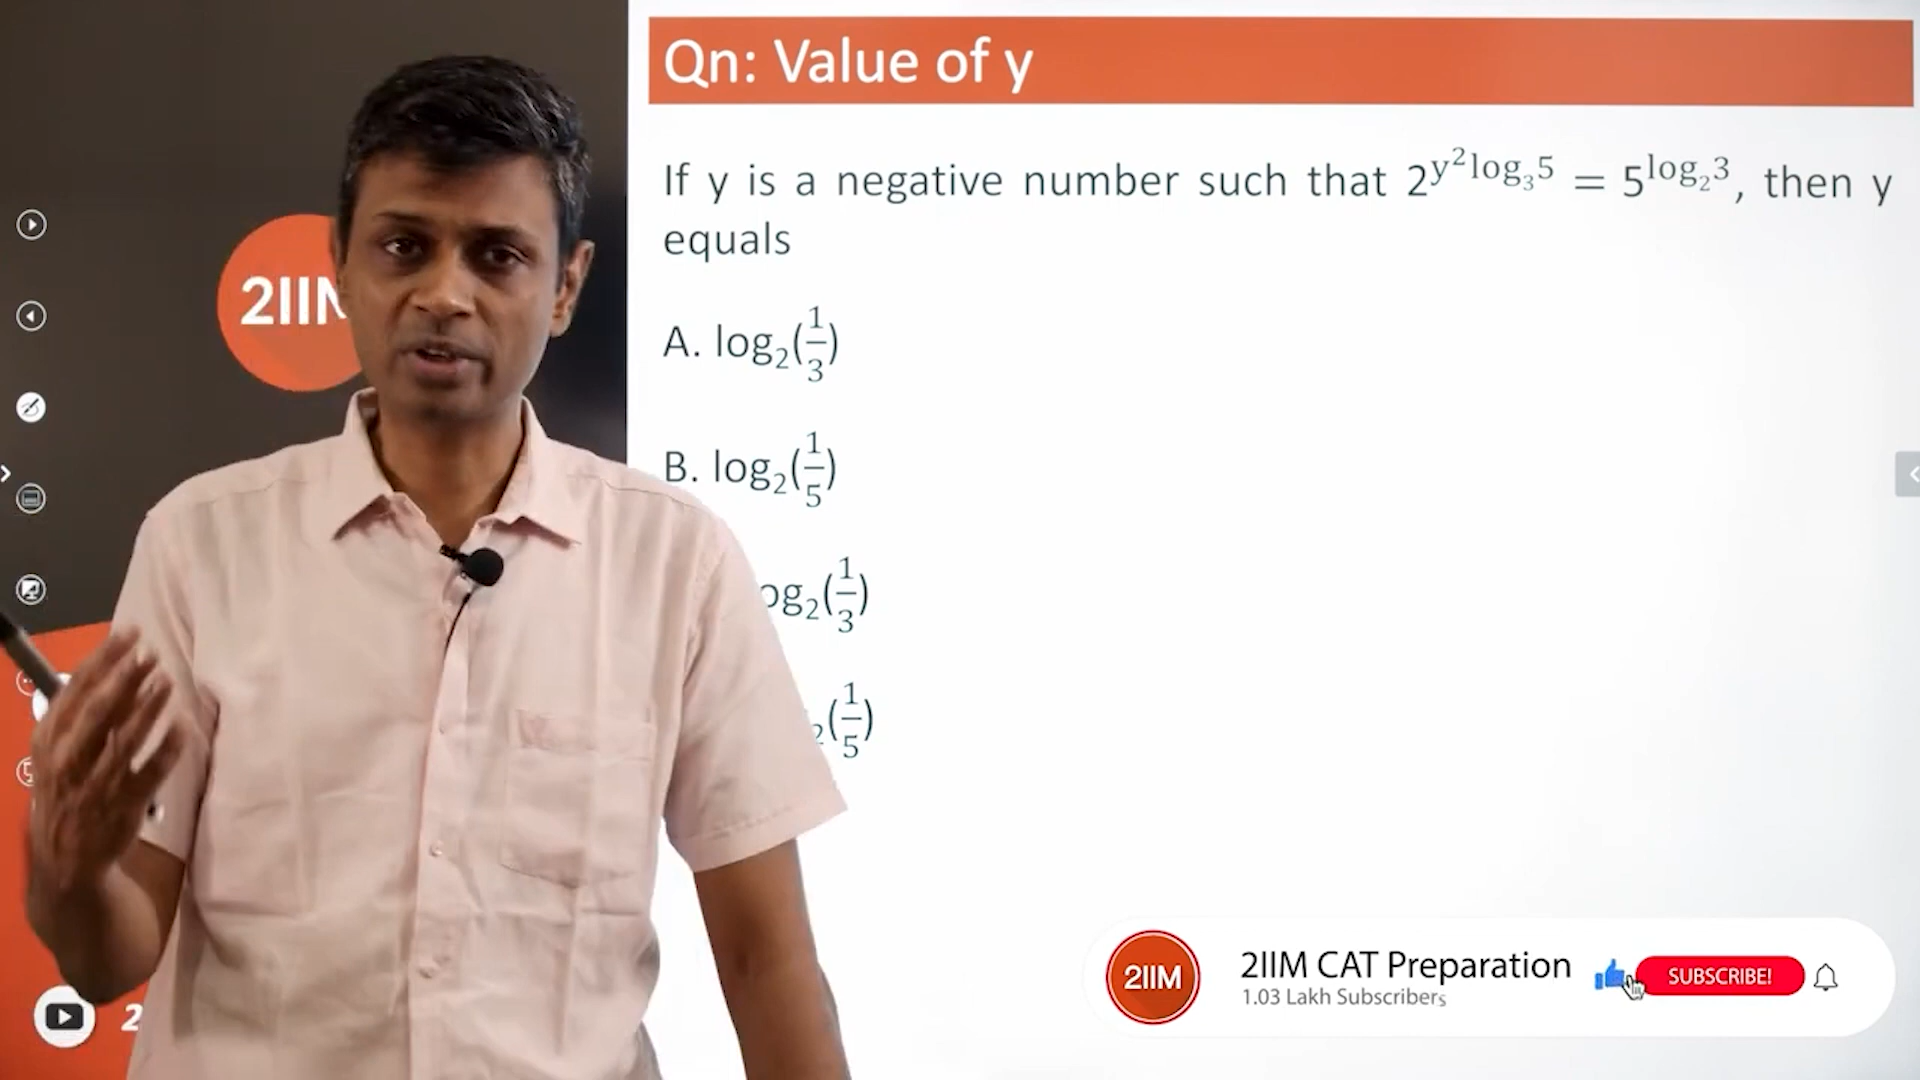 Qn: Value of y
If y is a negative number such that 2^{y^2 log_3 5} = 5^{log_2 3}, then y
equals
2IIM
A. log_2(1/3)
B. log_2(1/5)
og_2(1/3)
_2(1/5)
2IIM
2IIM CAT Preparation
1.03 Lakh Subscribers
SUBSCRIBE!
2